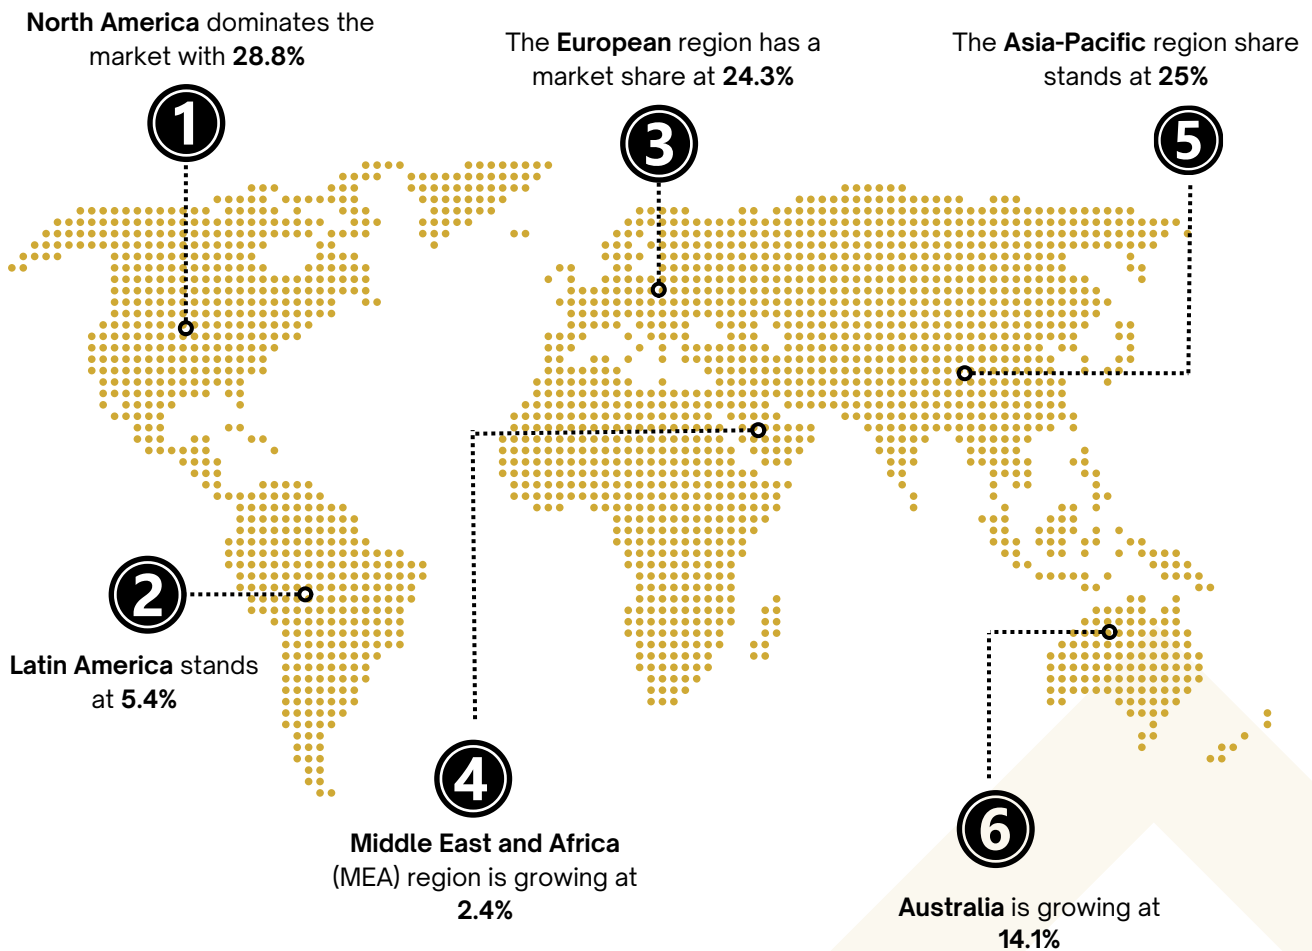 North America dominates the
market with 28.8%
1
The European region has a
market share at 24.3%
3
The Asia-Pacific region share
stands at 25%
5
2
Latin America stands
at 5.4%
4
Middle East and Africa
(MEA) region is growing at
2.4%
6
Australia is growing at
14.1%